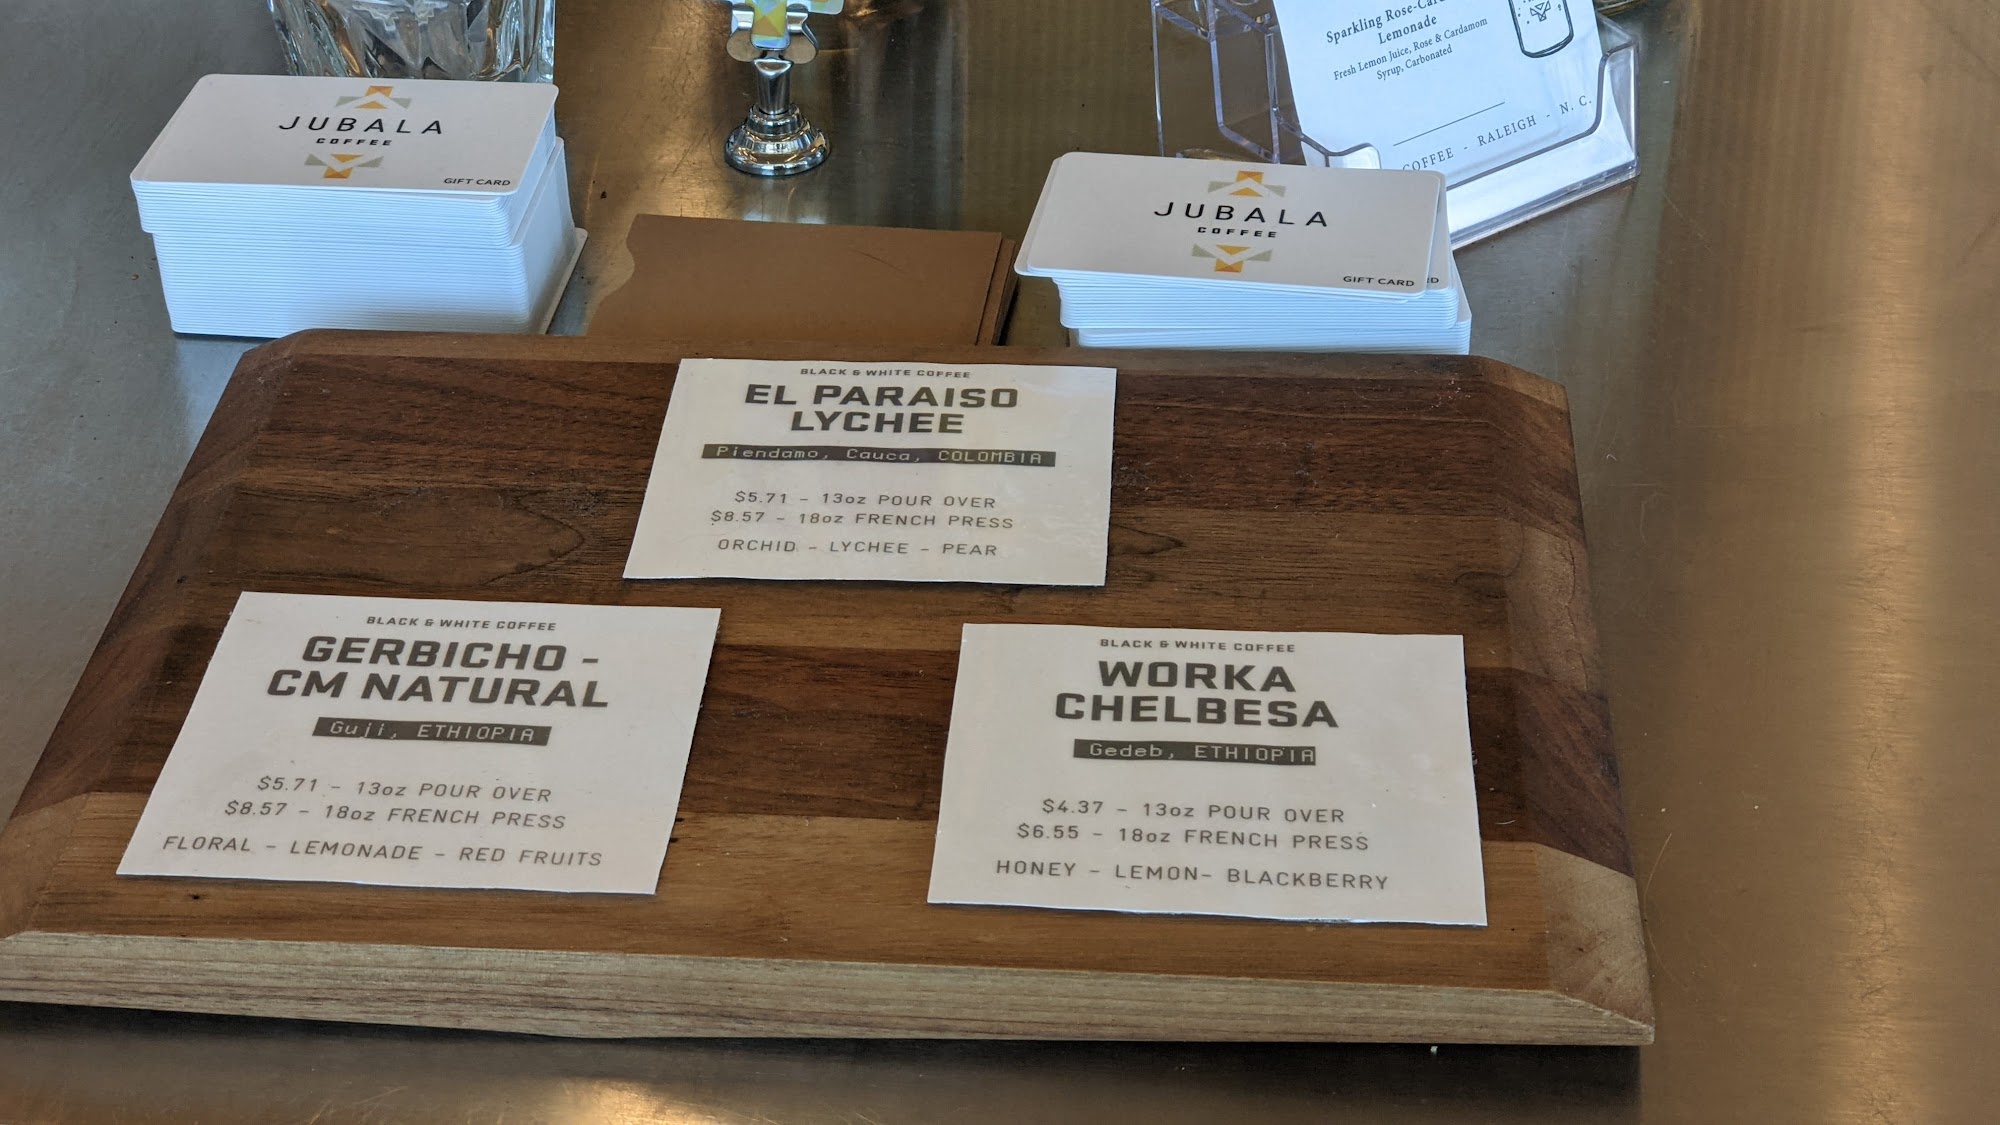 Sparkling
Lemonade
Fresh Lemon Juice, Rose & Cardamom
Syrup, Carbonated
COFFEE - RALEIGH - N. C.
JUBALA
COFFEE
GIFT CARD
JUBALA
COFFEE
GIFT CARD
BLACK & WHITE COFFEE
EL PARAISO
LYCHEE
Piendamo, Cauca, COLOMBIA
$5.71 - 13oz POUR OVER
$8.57 - 18oz FRENCH PRESS
ORCHID - LYCHEE - PEAR
BLACK & WHITE COFFEE
GERBICHO -
CM NATURAL
Guji, ETHIOPIA
$5.71 - 13oz POUR OVER
$8.57 - 18oz FRENCH PRESS
FLORAL - LEMONADE - RED FRUITS
BLACK & WHITE COFFEE
WORKA
CHELBESA
Gedeb, ETHIOPIA
$4.37 - 13oz POUR OVER
$6.55 - 18oz FRENCH PRESS
HONEY - LEMON- BLACKBERRY